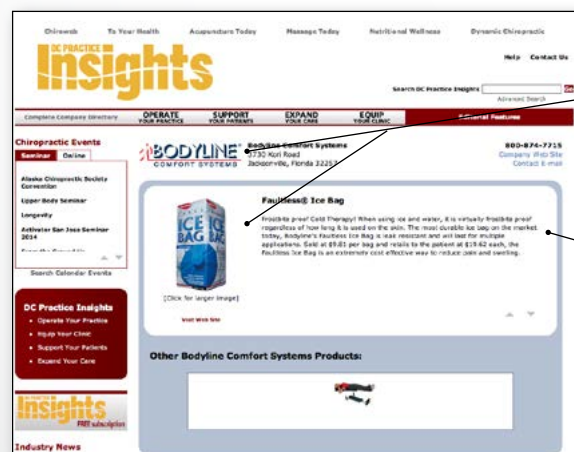 Chiroweb To Your Health Acupuncture Today Massage Today Nutritional Wellness Dynamic Chiropractic
DC PRACTICE
Insights
Help Contact Us
Search DC Practice Insights
Advanced Search
Complete Company Directory
OPERATE YOUR PRACTICE
SUPPORT YOUR PATIENTS
EXPAND YOUR CARE
EQUIP YOUR CLINIC
Editorial Features
Chiropractic Events
Seminar Online
Alaska Chiropractic Society Convention
Upper Body Seminar
Longevity
Activator San Jose Seminar 2014
Search Calendar Events
BODYLINE
COMFORT SYSTEMS
Bodyline Comfort Systems
3730 Kori Road
Jacksonville, Florida 32257
800-874-7715
Company Web Site
Contact E-mail
ICE BAG
ICE BAG
[Click for larger image]
Visit Web Site
Faultless® Ice Bag
Frostbite proof Cold Therapy! When using ice and water, it is virtually frostbite proof
regardless of how long it is used on the skin. The most durable ice bag on the market
today, Bodyline's Faultless Ice Bag is leak resistant and will last for multiple
applications. Sold at $9.81 per bag and retails to the patient at $19.62 each, the
Faultless Ice Bag is an extremely cost effective way to reduce pain and swelling.
DC Practice Insights
Operate Your Practice
Equip Your Clinic
Support Your Patients
Expand Your Care
Other Bodyline Comfort Systems Products:
Insights
FREE subscription
Industry News